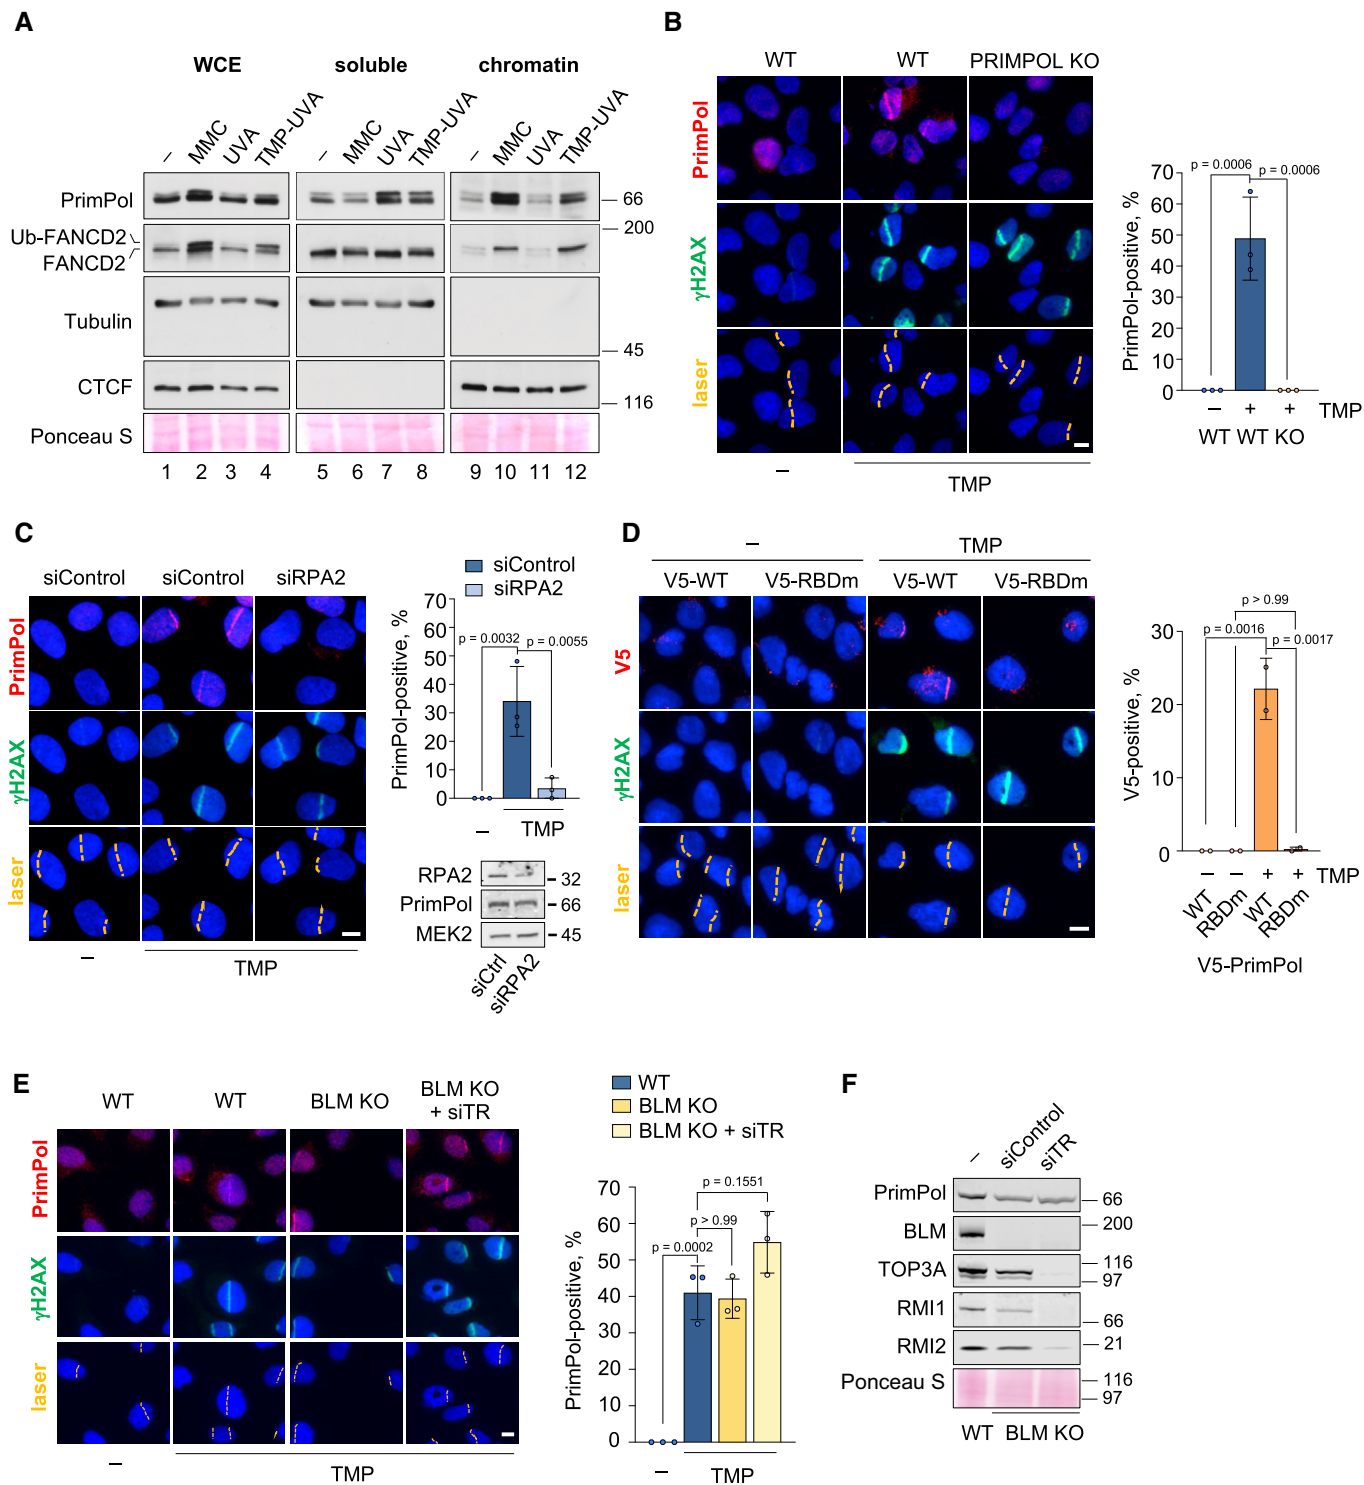 A
WCE soluble chromatin
– MMC UVA TMP-UVA – MMC UVA TMP-UVA – MMC UVA TMP-UVA
PrimPol
66
200
Ub-FANCD2
FANCD2
Tubulin
45
CTCF
116
Ponceau S
1 2 3 4 5 6 7 8 9 10 11 12
B
WT WT PRIMPOL KO
PrimPol
γH2AX
laser
– TMP
PrimPol-positive, %
70
60
50
40
30
20
10
0
p = 0.0006 p = 0.0006
– + + TMP
WT WT KO
C
siControl siControl siRPA2
PrimPol
γH2AX
laser
– TMP
siControl
siRPA2
PrimPol-positive, %
70
60
50
40
30
20
10
0
p = 0.0032 p = 0.0055
– TMP
RPA2 32
PrimPol 66
MEK2 45
siCtrl siRPA2
D
– TMP
V5-WT V5-RBDm V5-WT V5-RBDm
V5
γH2AX
laser
V5-positive, %
30
20
10
0
p > 0.99
p = 0.0016 p = 0.0017
– – + + TMP
WT RBDm WT RBDm
V5-PrimPol
E
WT WT BLM KO BLM KO
+ siTR
PrimPol
γH2AX
laser
– TMP
WT
BLM KO
BLM KO + siTR
PrimPol-positive, %
70
60
50
40
30
20
10
0
p = 0.1551
p > 0.99
p = 0.0002
– TMP
F
– siControl siTR
PrimPol 66
200
BLM
TOP3A 116
97
RMI1
66
RMI2 21
Ponceau S 116
97
WT BLM KO